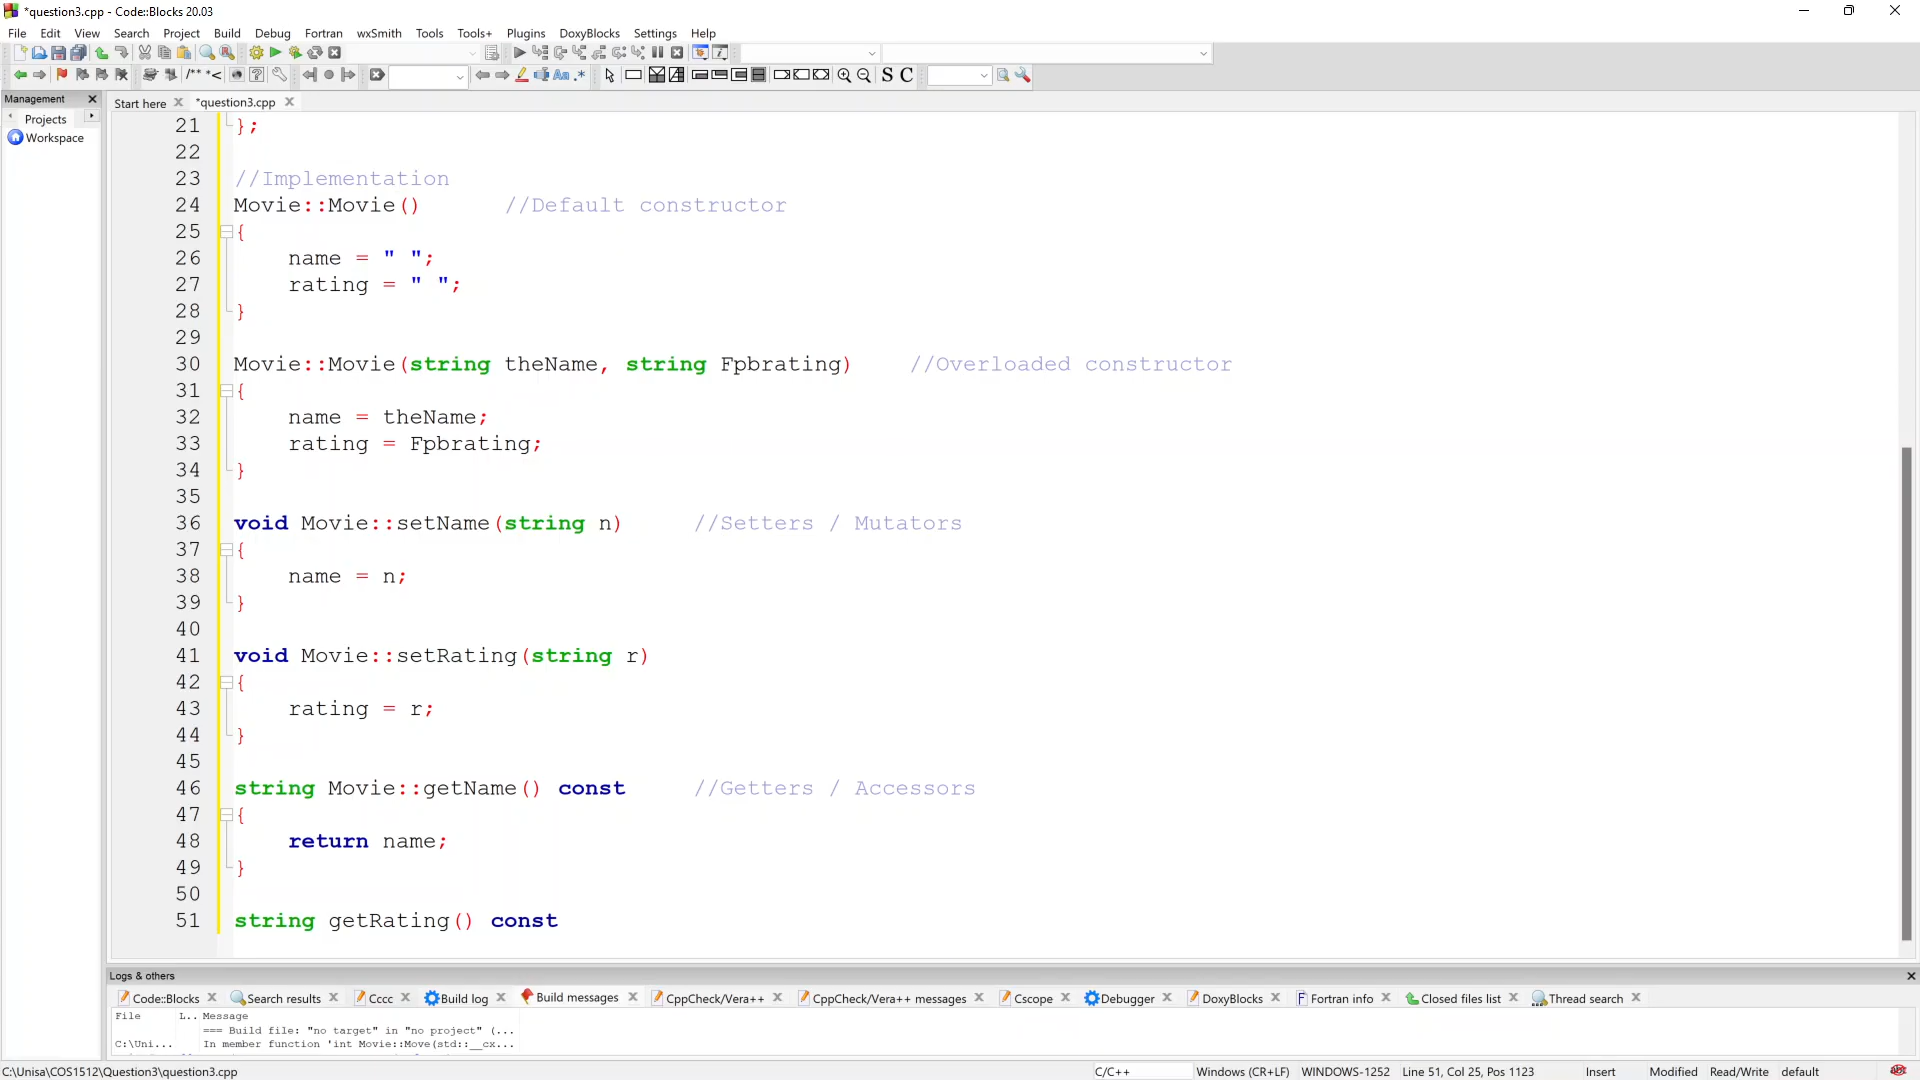 *question3.cpp - Code::Blocks 20.03
File Edit View Search Project Build Debug Fortran wxSmith Tools Tools+ Plugins DoxyBlocks Settings Help
/** *< Aa .* S C
Management
Projects
Workspace
Start here *question3.cpp
21 };
22
23 //Implementation
24 Movie::Movie() //Default constructor
25 {
26 name = " ";
27 rating = " ";
28 }
29
30 Movie::Movie(string theName, string Fpbrating) //Overloaded constructor
31 {
32 name = theName;
33 rating = Fpbrating;
34 }
35
36 void Movie::setName(string n) //Setters / Mutators
37 {
38 name = n;
39 }
40
41 void Movie::setRating(string r)
42 {
43 rating = r;
44 }
45
46 string Movie::getName() const //Getters / Accessors
47 {
48 return name;
49 }
50
51 string getRating() const
Logs & others
Code::Blocks Search results Cccc Build log Build messages CppCheck/Vera++ CppCheck/Vera++ messages Cscope Debugger DoxyBlocks Fortran info Closed files list Thread search
File L.. Message
=== Build file: "no target" in "no project" (...
C:\Uni... In member function 'int Movie::Move(std::__cx...
C:\Unisa\COS1512\Question3\question3.cpp C/C++ Windows (CR+LF) WINDOWS-1252 Line 51, Col 25, Pos 1123 Insert Modified Read/Write default